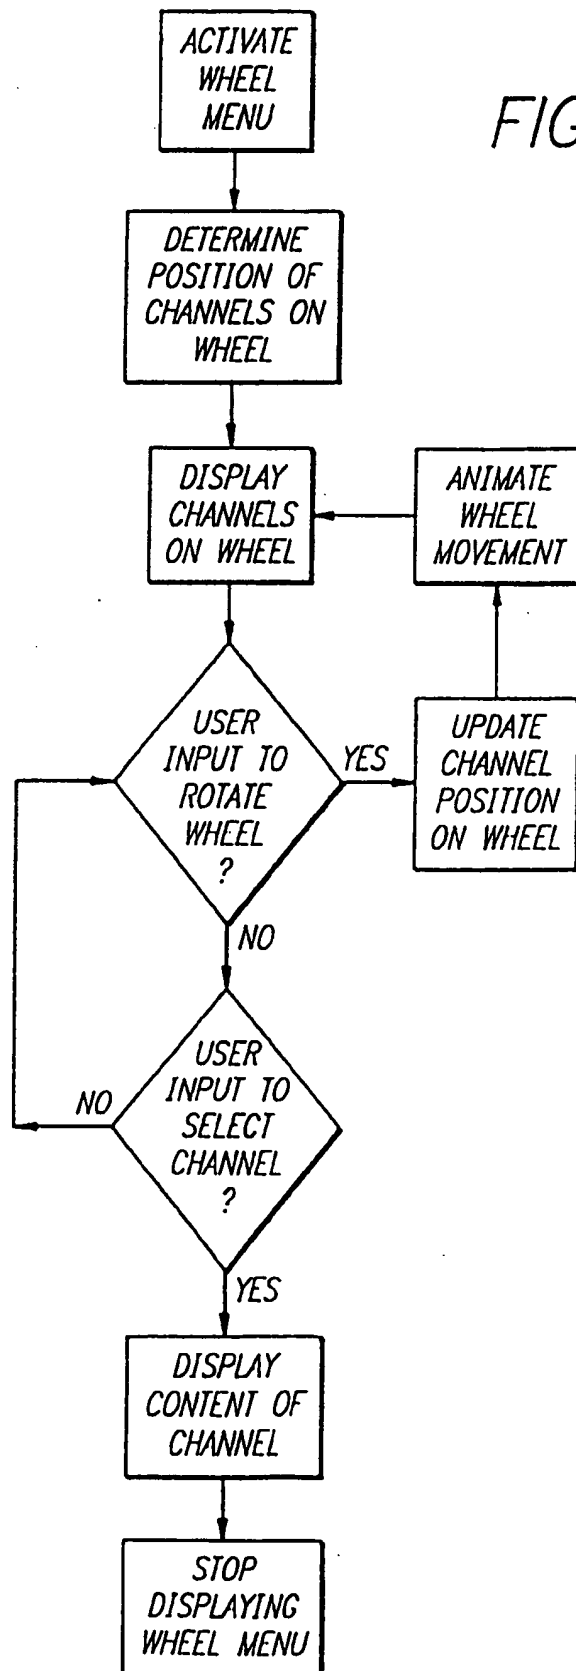 ACTIVATE
WHEEL
MENU
FIG
DETERMINE
POSITION OF
CHANNELS ON
WHEEL
DISPLAY
CHANNELS
ON WHEEL
ANIMATE
WHEEL
MOVEMENT
USER
INPUT TO
ROTATE
WHEEL
?
YES
UPDATE
CHANNEL
POSITION
ON WHEEL
NO
USER
INPUT TO
SELECT
CHANNEL
?
NO
YES
DISPLAY
CONTENT OF
CHANNEL
STOP
DISPLAYING
WHEEL MENU